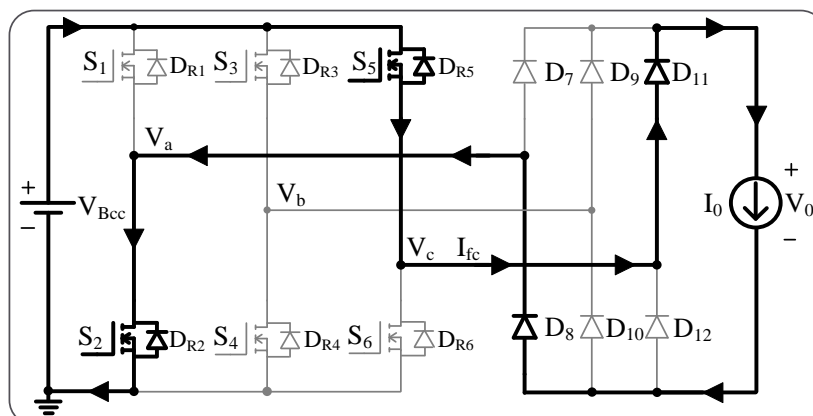 S1 DR1 S3 DR3 S5 DR5 D7 D9 D11
Va
+ VBcc −
Vb
I0 + V0 −
Vc Ifc
S2 DR2 S4 DR4 S6 DR6 D8 D10 D12